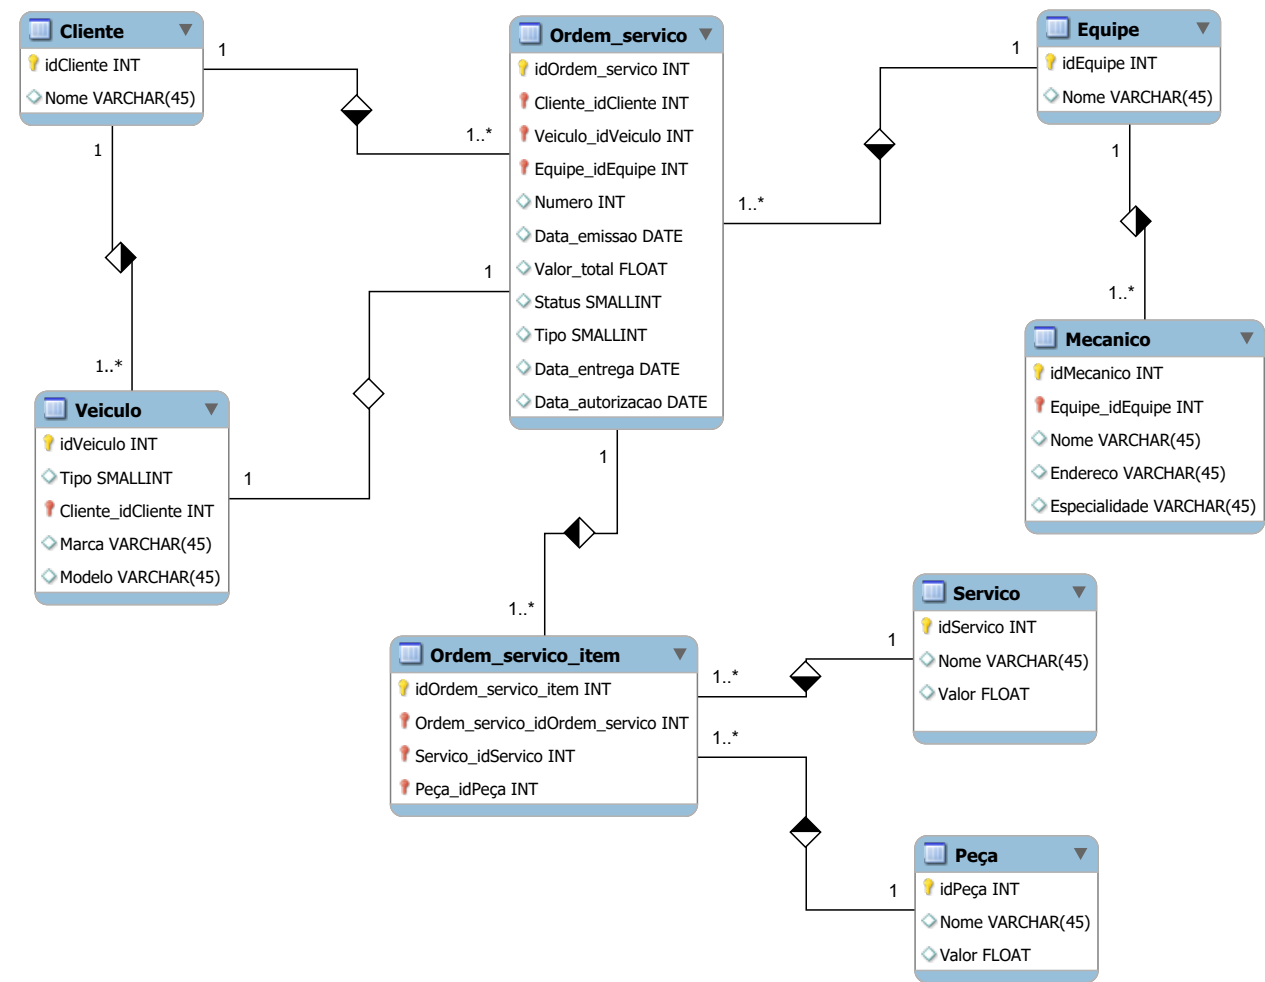 Cliente
idCliente INT
Nome VARCHAR(45)
1
1..*
1
1..*
Ordem_servico
idOrdem_servico INT
Cliente_idCliente INT
Veiculo_idVeiculo INT
Equipe_idEquipe INT
Numero INT
Data_emissao DATE
Valor_total FLOAT
Status SMALLINT
Tipo SMALLINT
Data_entrega DATE
Data_autorizacao DATE
1
1..*
Equipe
idEquipe INT
Nome VARCHAR(45)
1
1..*
Mecanico
idMecanico INT
Equipe_idEquipe INT
Nome VARCHAR(45)
Endereco VARCHAR(45)
Especialidade VARCHAR(45)
Veiculo
idVeiculo INT
Tipo SMALLINT
Cliente_idCliente INT
Marca VARCHAR(45)
Modelo VARCHAR(45)
1
1
1
1..*
Ordem_servico_item
idOrdem_servico_item INT
Ordem_servico_idOrdem_servico INT
Servico_idServico INT
Peça_idPeça INT
1..*
1
1..*
1
Servico
idServico INT
Nome VARCHAR(45)
Valor FLOAT
Peça
idPeça INT
Nome VARCHAR(45)
Valor FLOAT